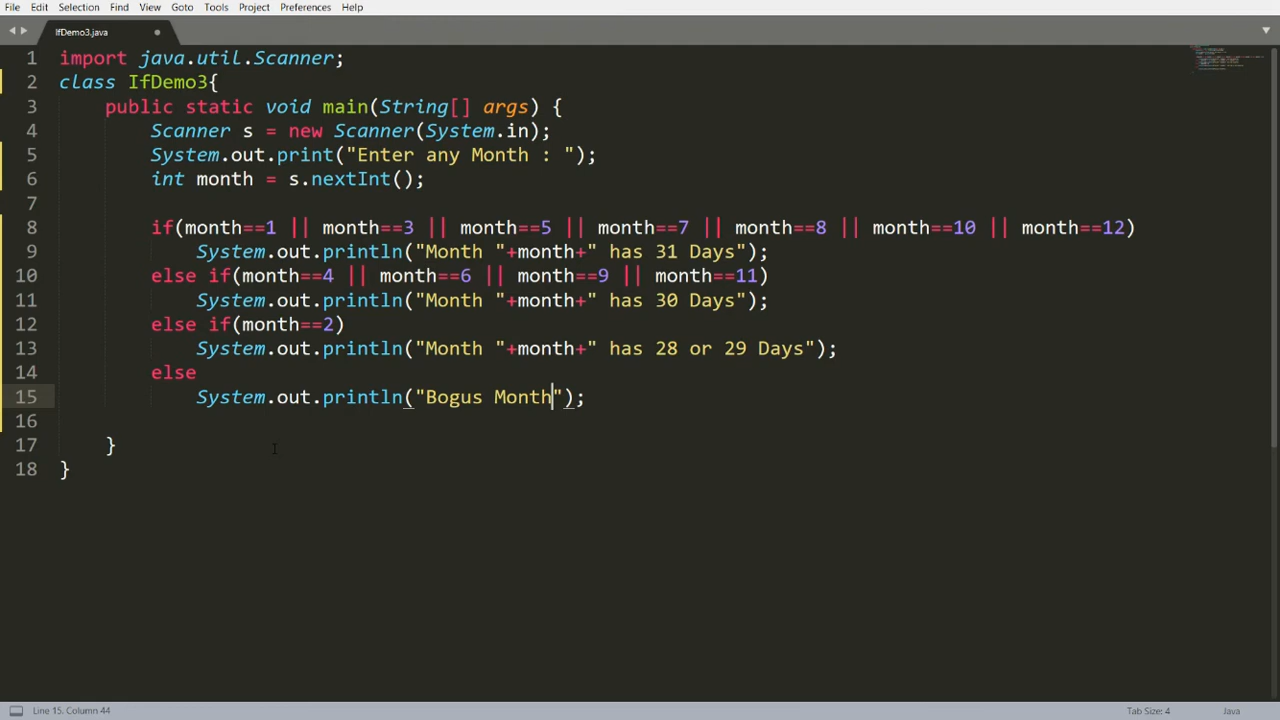 File Edit Selection Find View Goto Tools Project Preferences Help
IfDemo3.java
1 import java.util.Scanner;
2 class IfDemo3{
3 public static void main(String[] args) {
4 Scanner s = new Scanner(System.in);
5 System.out.print("Enter any Month : ");
6 int month = s.nextInt();
7
8 if(month==1 || month==3 || month==5 || month==7 || month==8 || month==10 || month==12)
9 System.out.println("Month "+month+" has 31 Days");
10 else if(month==4 || month==6 || month==9 || month==11)
11 System.out.println("Month "+month+" has 30 Days");
12 else if(month==2)
13 System.out.println("Month "+month+" has 28 or 29 Days");
14 else
15 System.out.println("Bogus Month");
16
17 }
18 }
Line 15, Column 44 Tab Size: 4 Java